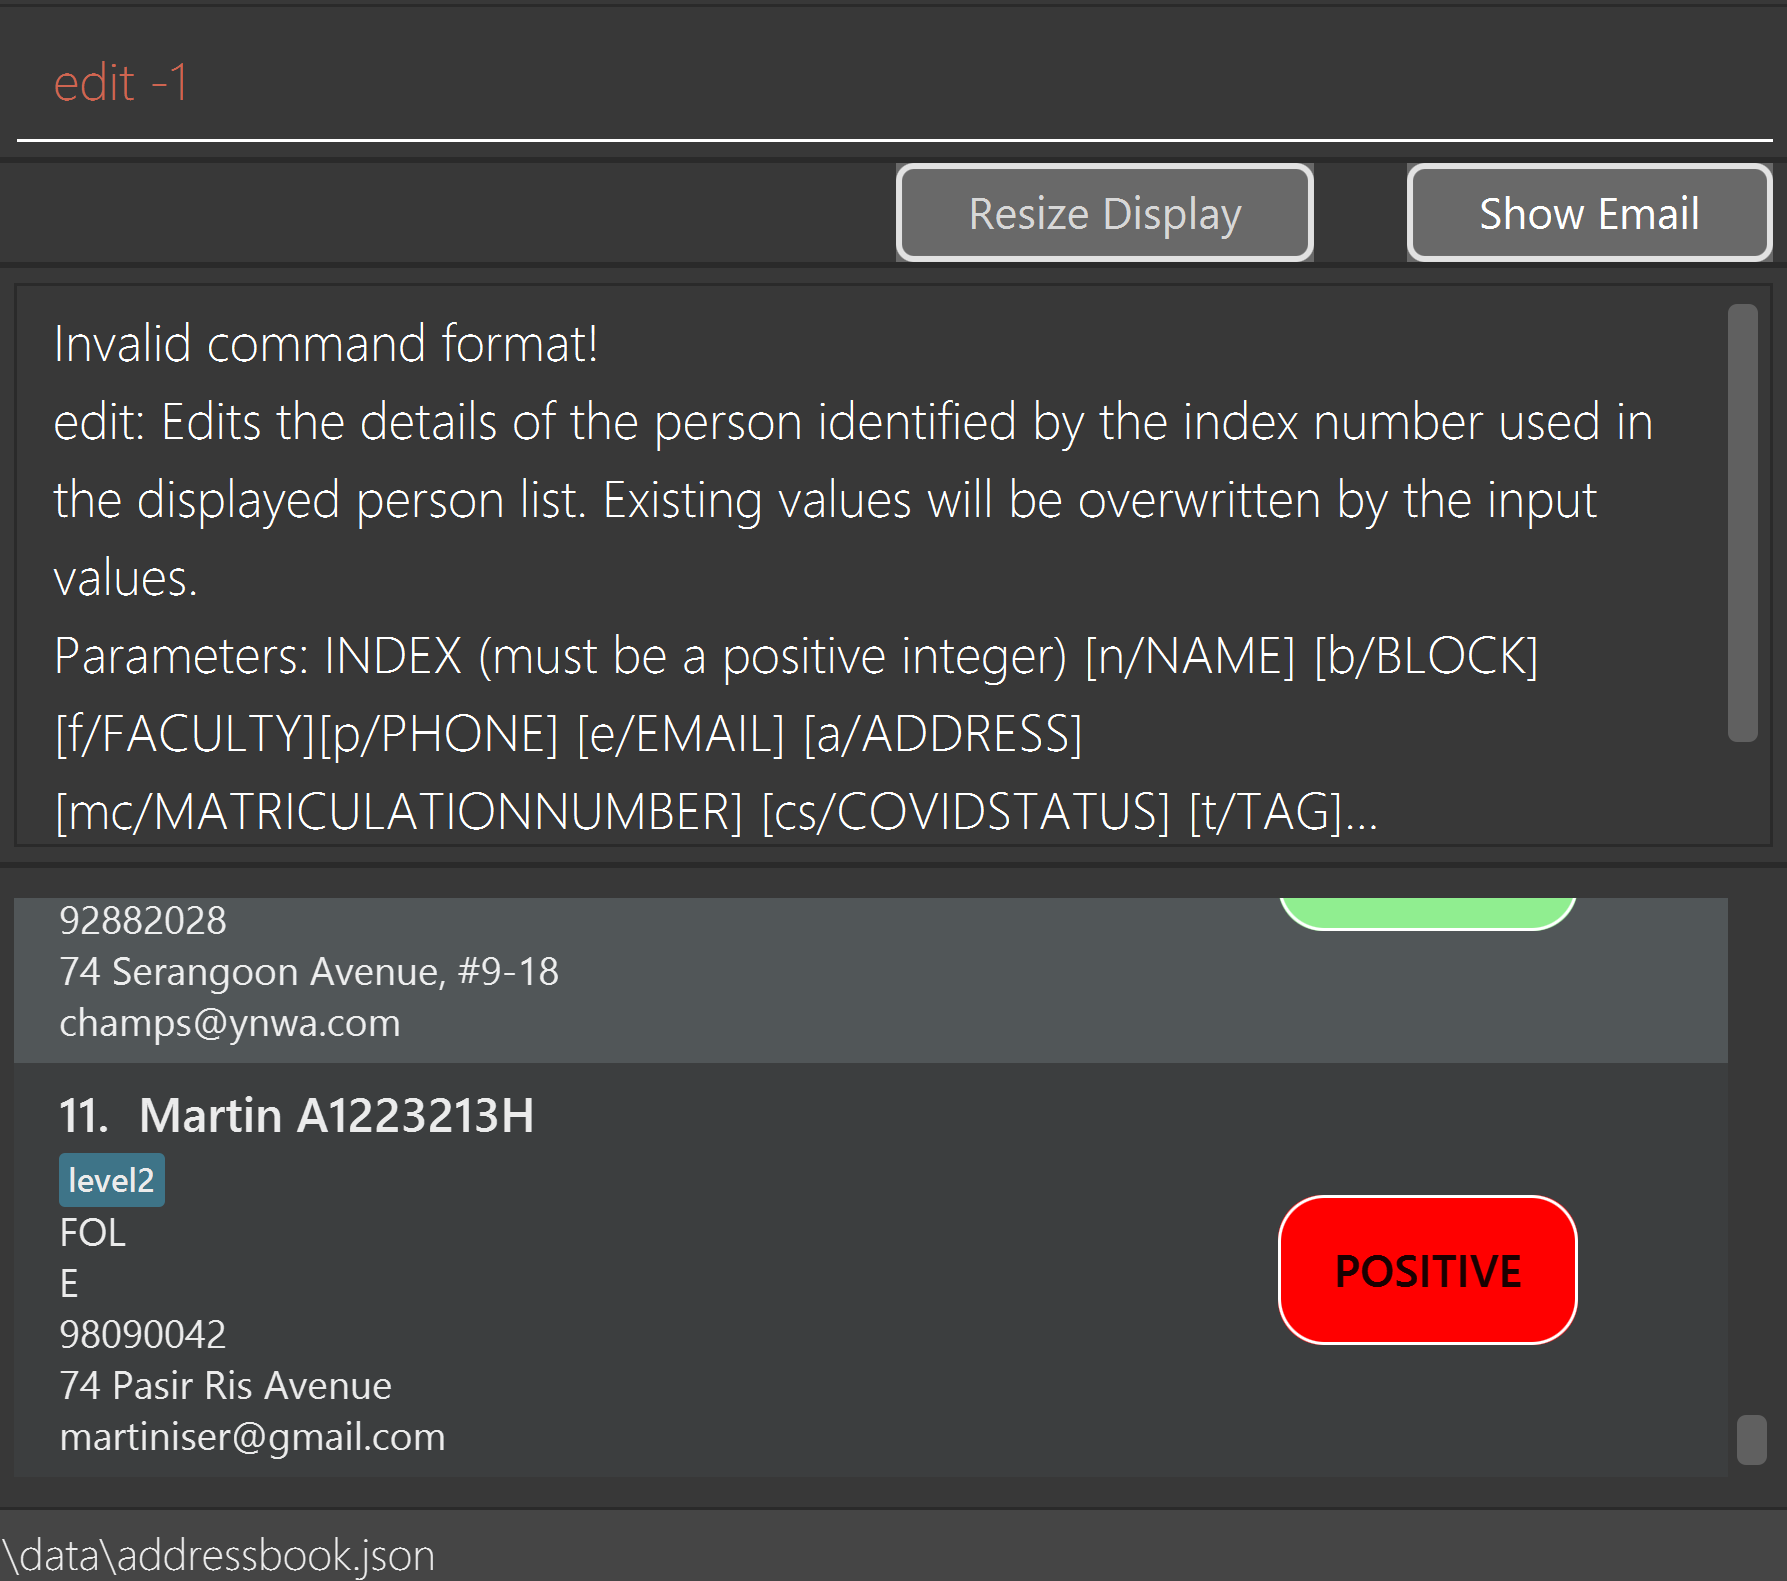 edit -1
Resize Display
Show Email
Invalid command format!
edit: Edits the details of the person identified by the index number used in
the displayed person list. Existing values will be overwritten by the input
values.
Parameters: INDEX (must be a positive integer) [n/NAME] [b/BLOCK]
[f/FACULTY][p/PHONE] [e/EMAIL] [a/ADDRESS]
[mc/MATRICULATIONNUMBER] [cs/COVIDSTATUS] [t/TAG]...
92882028
74 Serangoon Avenue, #9-18
champs@ynwa.com
11. Martin A1223213H
level2
FOL
E
98090042
74 Pasir Ris Avenue
martiniser@gmail.com
POSITIVE
\data\addressbook.json